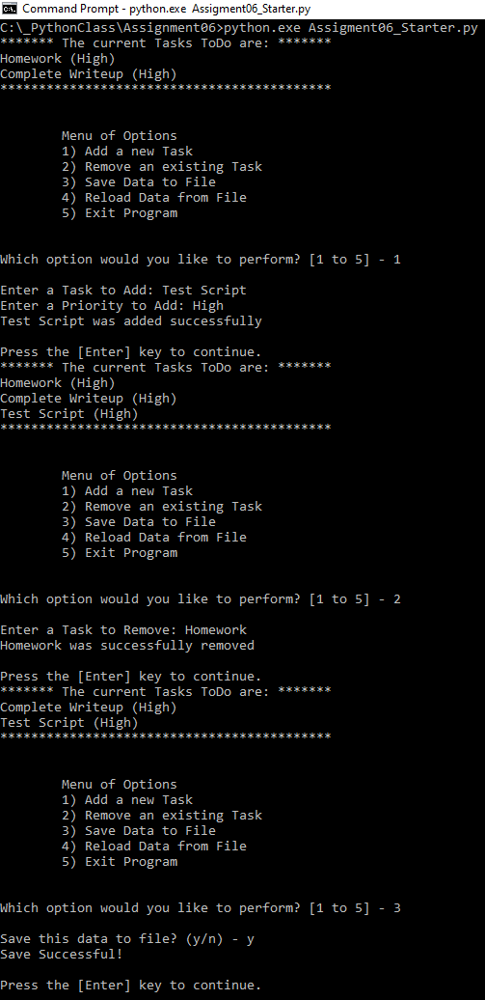 Command Prompt - python.exe Assigment06_Starter.py
C:\_PythonClass\Assignment06>python.exe Assigment06_Starter.py
******* The current Tasks ToDo are: *******
Homework (High)
Complete Writeup (High)
*******************************************
Menu of Options
1) Add a new Task
2) Remove an existing Task
3) Save Data to File
4) Reload Data from File
5) Exit Program
Which option would you like to perform? [1 to 5] - 1
Enter a Task to Add: Test Script
Enter a Priority to Add: High
Test Script was added successfully
Press the [Enter] key to continue.
******* The current Tasks ToDo are: *******
Homework (High)
Complete Writeup (High)
Test Script (High)
*******************************************
Menu of Options
1) Add a new Task
2) Remove an existing Task
3) Save Data to File
4) Reload Data from File
5) Exit Program
Which option would you like to perform? [1 to 5] - 2
Enter a Task to Remove: Homework
Homework was successfully removed
Press the [Enter] key to continue.
******* The current Tasks ToDo are: *******
Complete Writeup (High)
Test Script (High)
*******************************************
Menu of Options
1) Add a new Task
2) Remove an existing Task
3) Save Data to File
4) Reload Data from File
5) Exit Program
Which option would you like to perform? [1 to 5] - 3
Save this data to file? (y/n) - y
Save Successful!
Press the [Enter] key to continue.